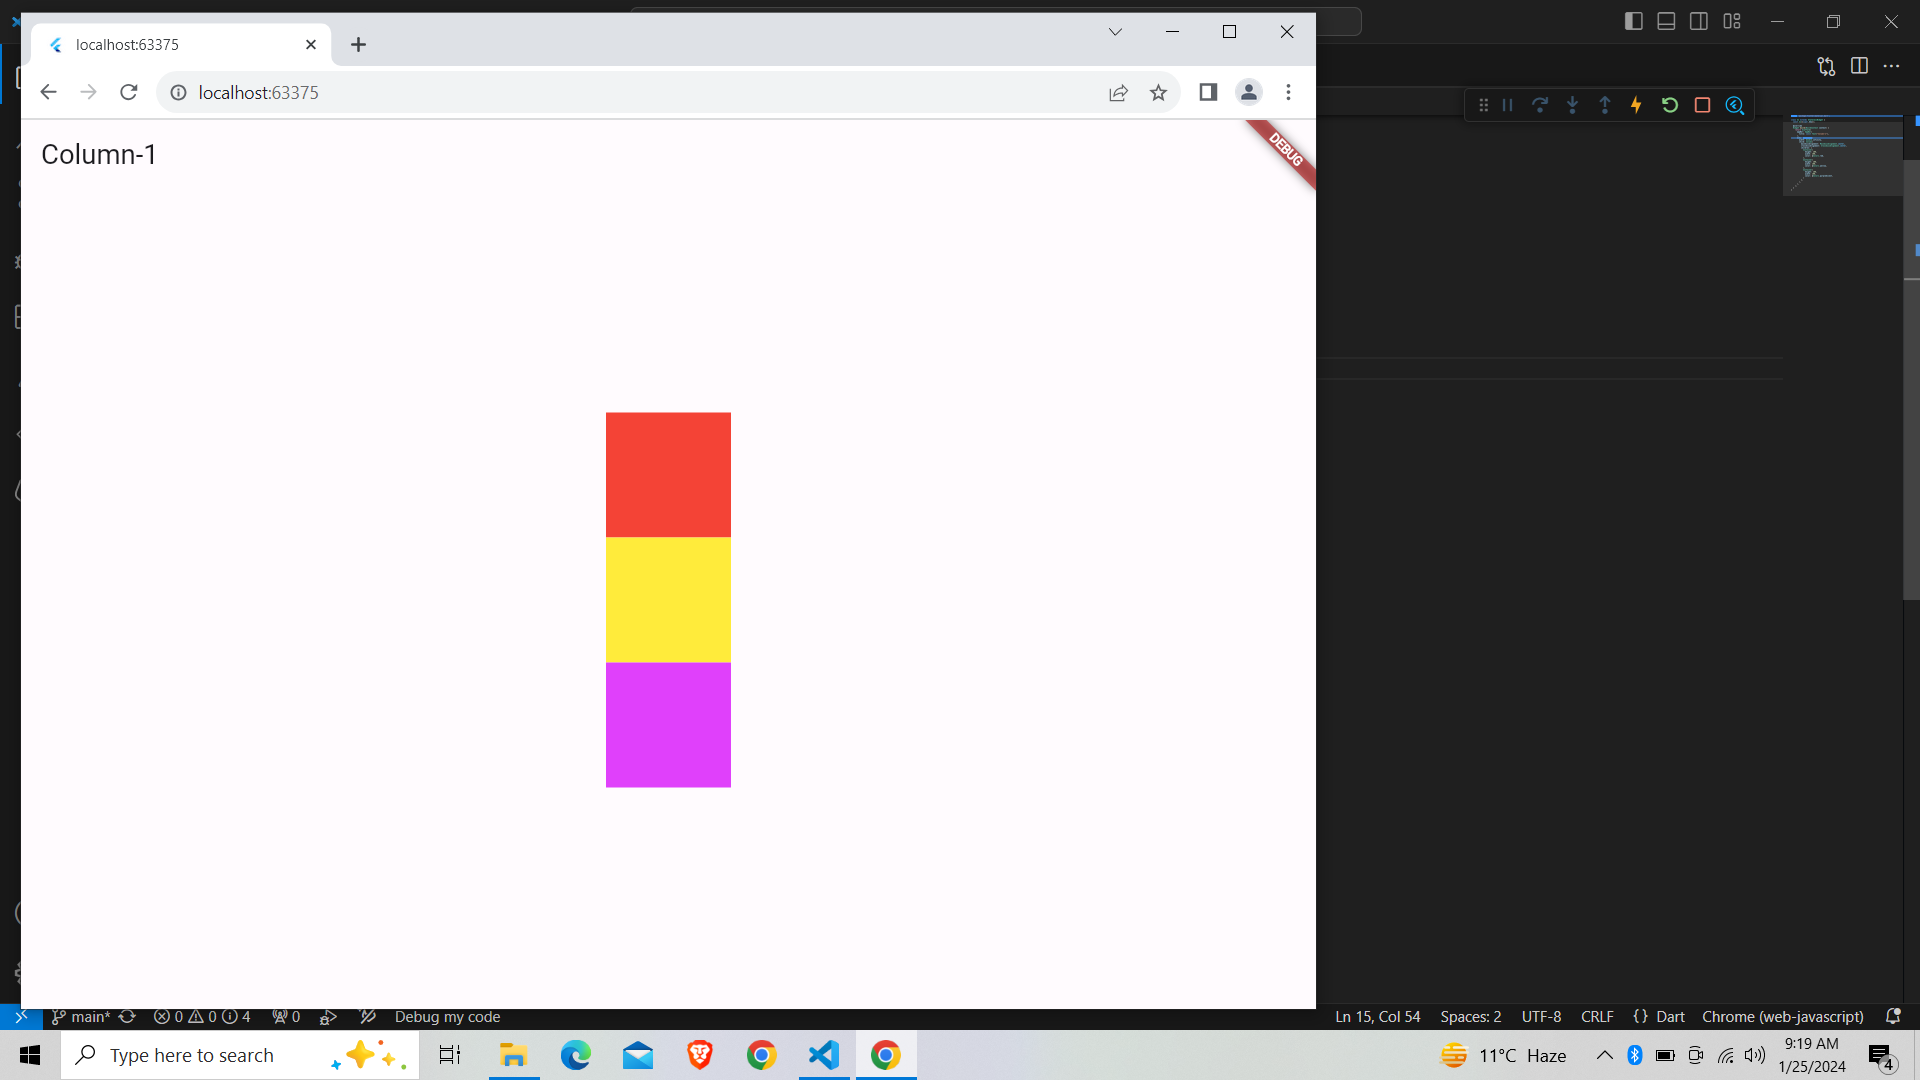 localhost:63375
localhost:63375
Column-1
DEBUG
main*
0
0
4
0
Debug my code
Ln 15, Col 54
Spaces: 2
UTF-8
CRLF
{ } Dart
Chrome (web-javascript)
Type here to search
11°C Haze
9:19 AM
1/25/2024
4